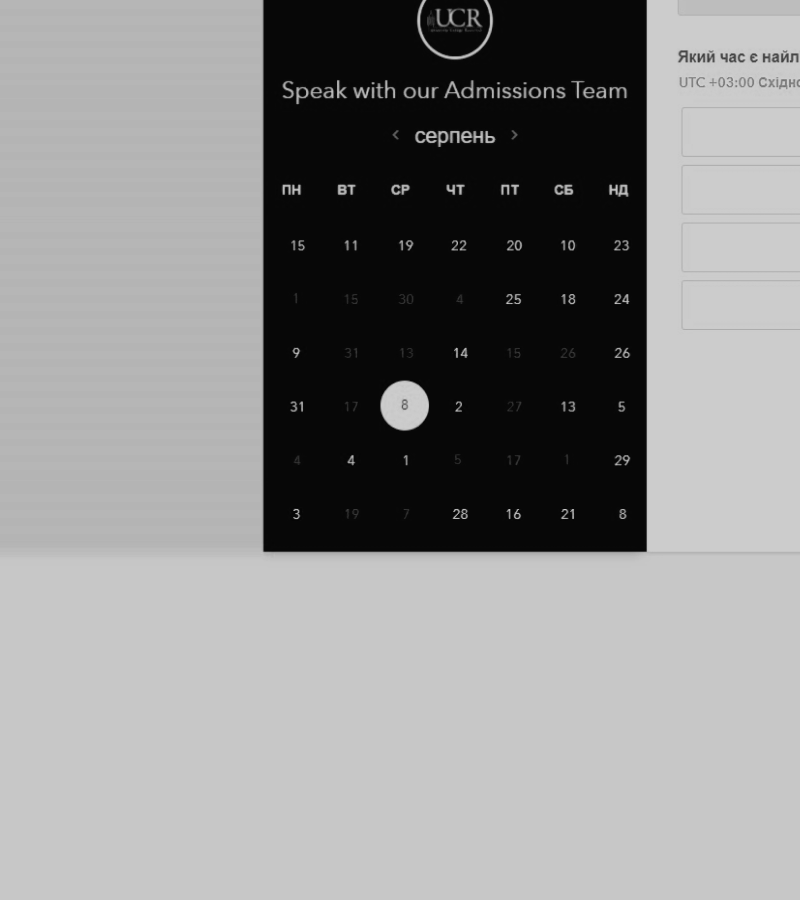 UCR
Speak with our Admissions Team
< серпень >
ПН ВТ СР ЧТ ПТ СБ НД
15 11 19 22 20 10 23
1 15 30 4 25 18 24
9 31 13 14 15 26 26
31 17 8 2 27 13 5
4 4 1 5 17 1 29
3 19 7 28 16 21 8
Який час є найл
UTC +03:00 Східно